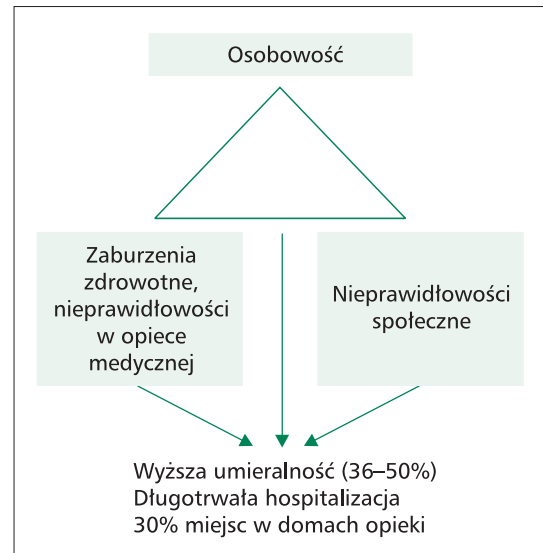 Osobowość
Zaburzenia
zdrowotne,
nieprawidłowości
w opiece
medycznej
Nieprawidłowości
społeczne
Wyższa umieralność (36–50%)
Długotrwała hospitalizacja
30% miejsc w domach opieki